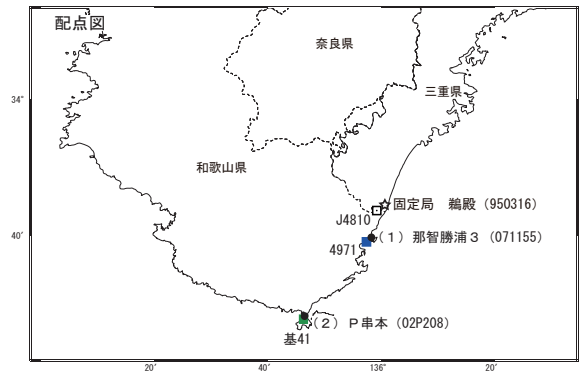 配点図
奈良県
34°
三重県
和歌山県
固定局 鵜殿（950316）
J4810
40′
（１）那智勝浦３（071155）
4971
（２）Ｐ串本（02P208）
基41
20′
40′
136°
20′